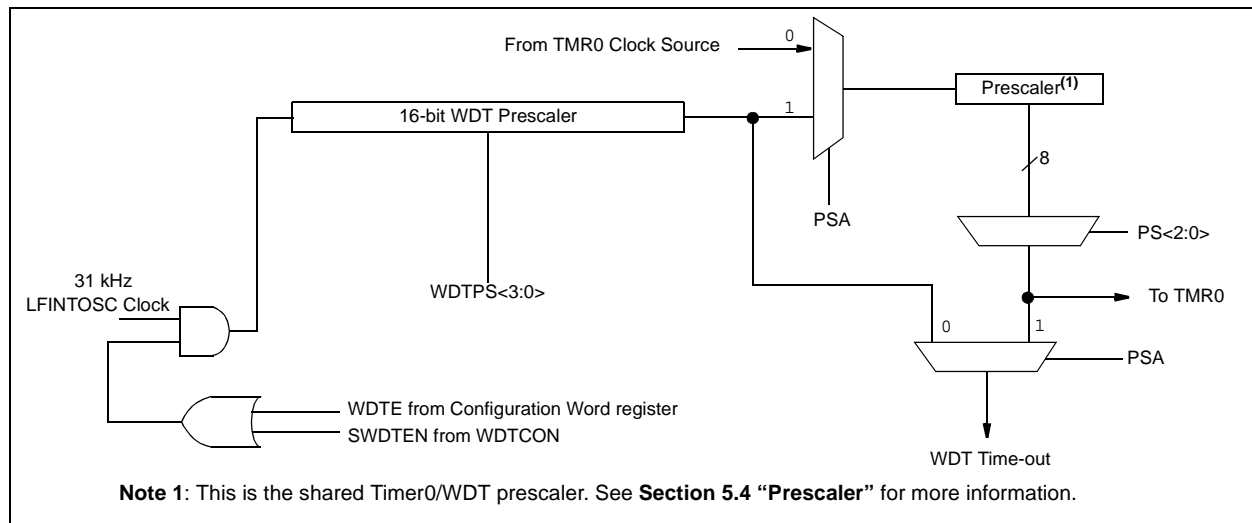 From TMR0 Clock Source
0
Prescaler(1)
16-bit WDT Prescaler
1
8
PSA
PS<2:0>
31 kHz
LFINTOSC Clock
WDTPS<3:0>
To TMR0
0
1
PSA
WDTE from Configuration Word register
SWDTEN from WDTCON
WDT Time-out
Note 1: This is the shared Timer0/WDT prescaler. See Section 5.4 “Prescaler” for more information.